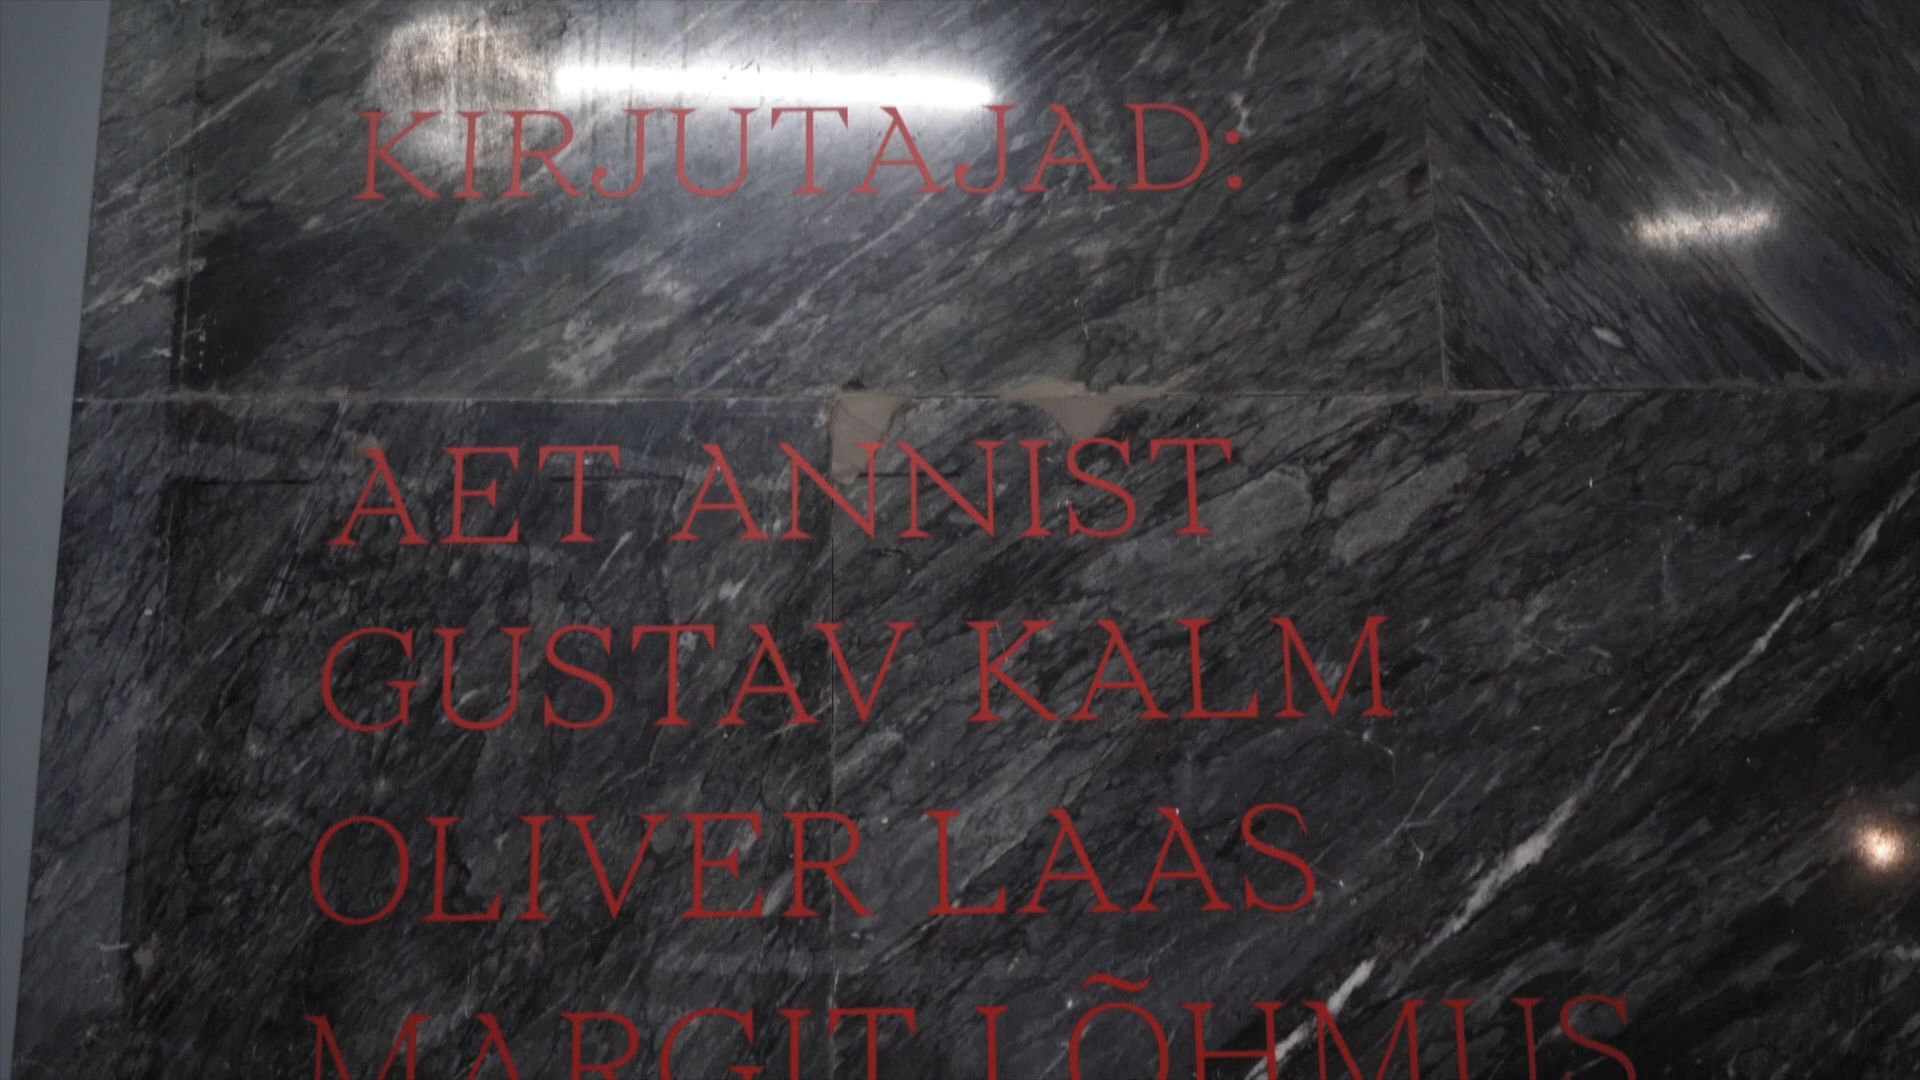 KIRJUTAJAD:
AET ANNIST
GUSTAV KALM
OLIVER LAAS
MARGIT LÕHMUS